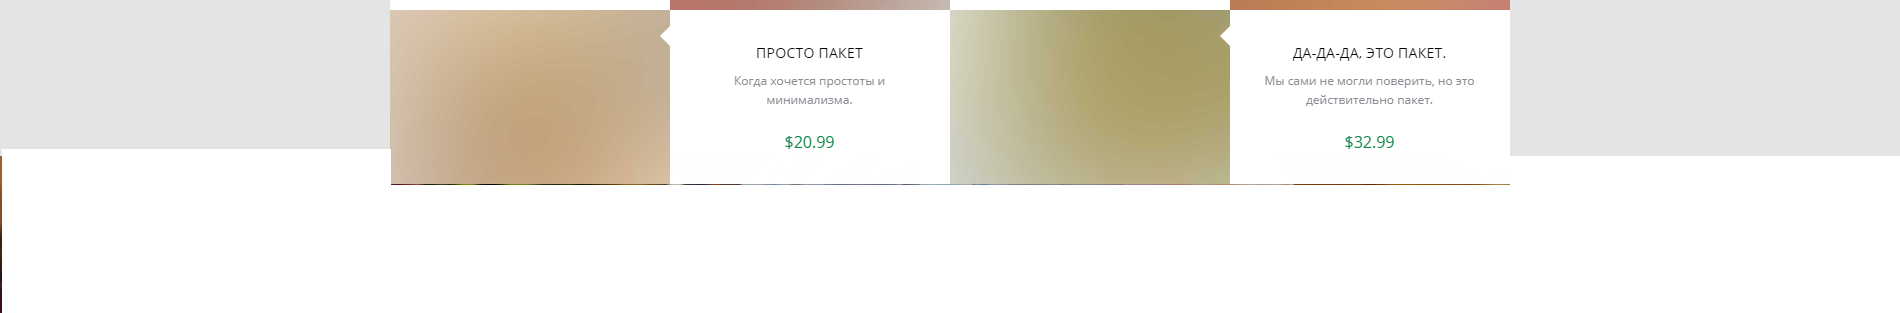 ПРОСТО ПАКЕТ
Когда хочется простоты и
минимализма.
$20.99
ДА-ДА-ДА, ЭТО ПАКЕТ.
Мы сами не могли поверить, но это
действительно пакет.
$32.99